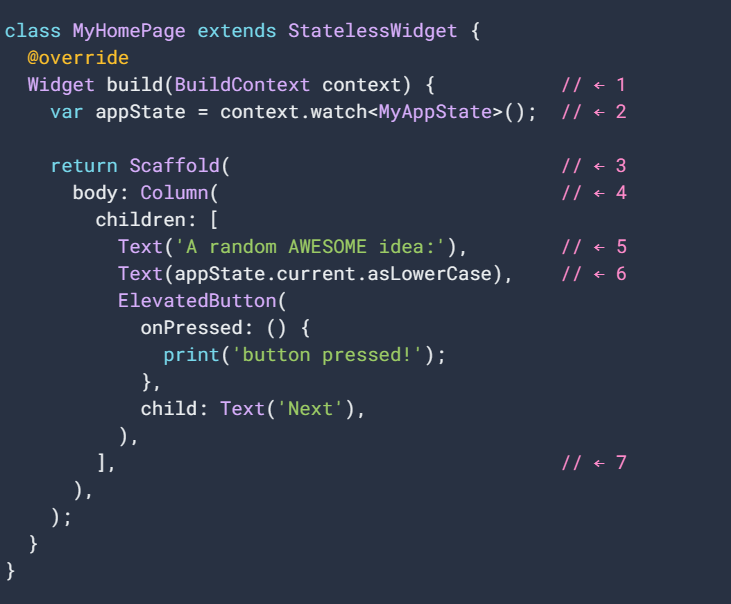 class MyHomePage extends StatelessWidget {
  @override
  Widget build(BuildContext context) {           // ← 1
    var appState = context.watch<MyAppState>();  // ← 2

    return Scaffold(                             // ← 3
      body: Column(                              // ← 4
        children: [
          Text('A random AWESOME idea:'),        // ← 5
          Text(appState.current.asLowerCase),    // ← 6
          ElevatedButton(
            onPressed: () {
              print('button pressed!');
            },
            child: Text('Next'),
          ),
        ],                                       // ← 7
      ),
    );
  }
}